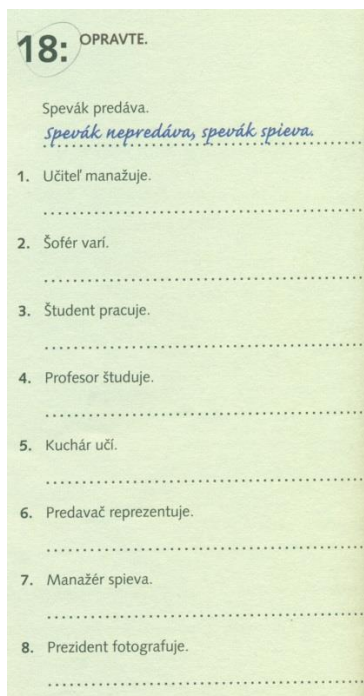 18: OPRAVTE.
Spevák predáva.
Spevák nepredáva, spevák spieva.
1. Učiteľ manažuje.
2. Šofér varí.
3. Študent pracuje.
4. Profesor študuje.
5. Kuchár učí.
6. Predavač reprezentuje.
7. Manažér spieva.
8. Prezident fotografuje.